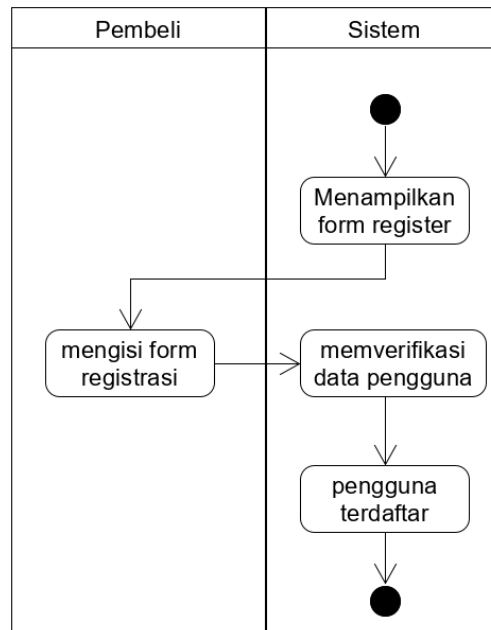 Pembeli
Sistem
Menampilkan
form register
mengisi form
registrasi
memverifikasi
data pengguna
pengguna
terdaftar